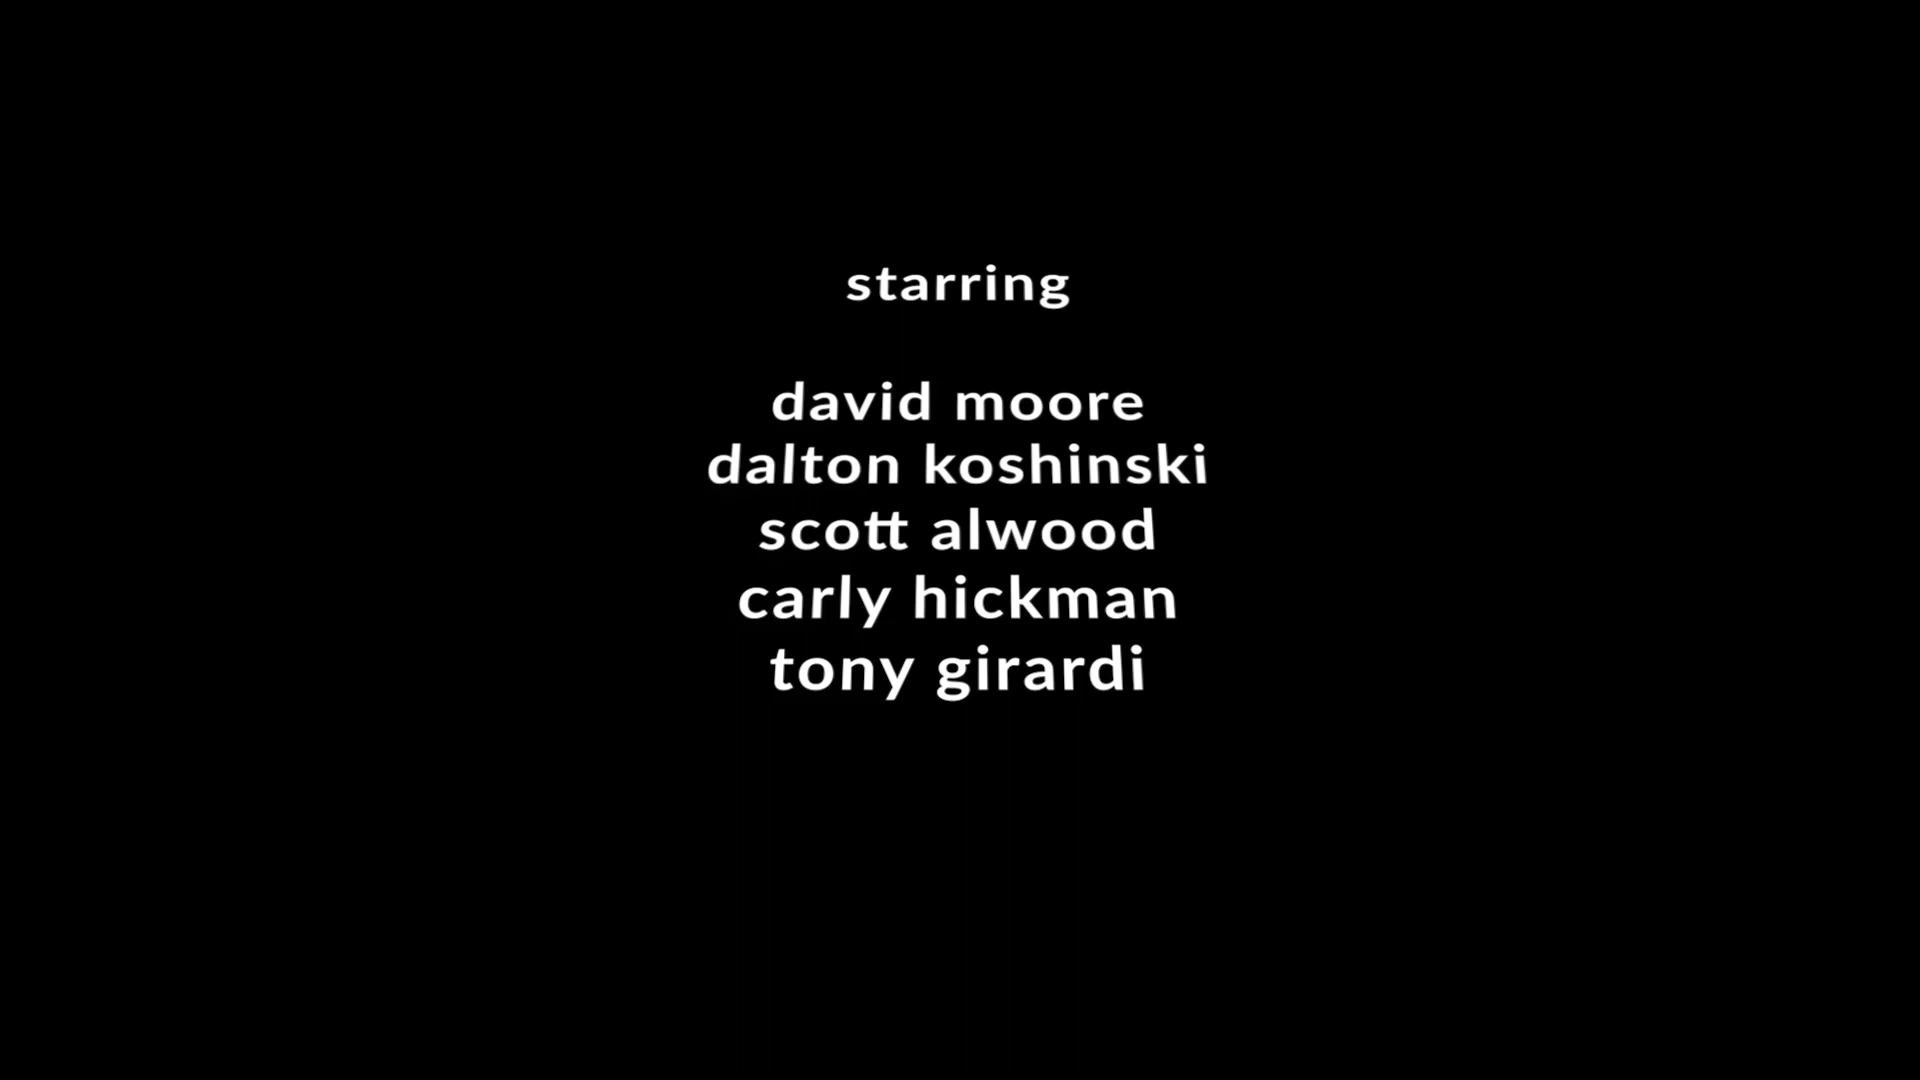 starring
david moore
dalton koshinski
scott alwood
carly hickman
tony girardi